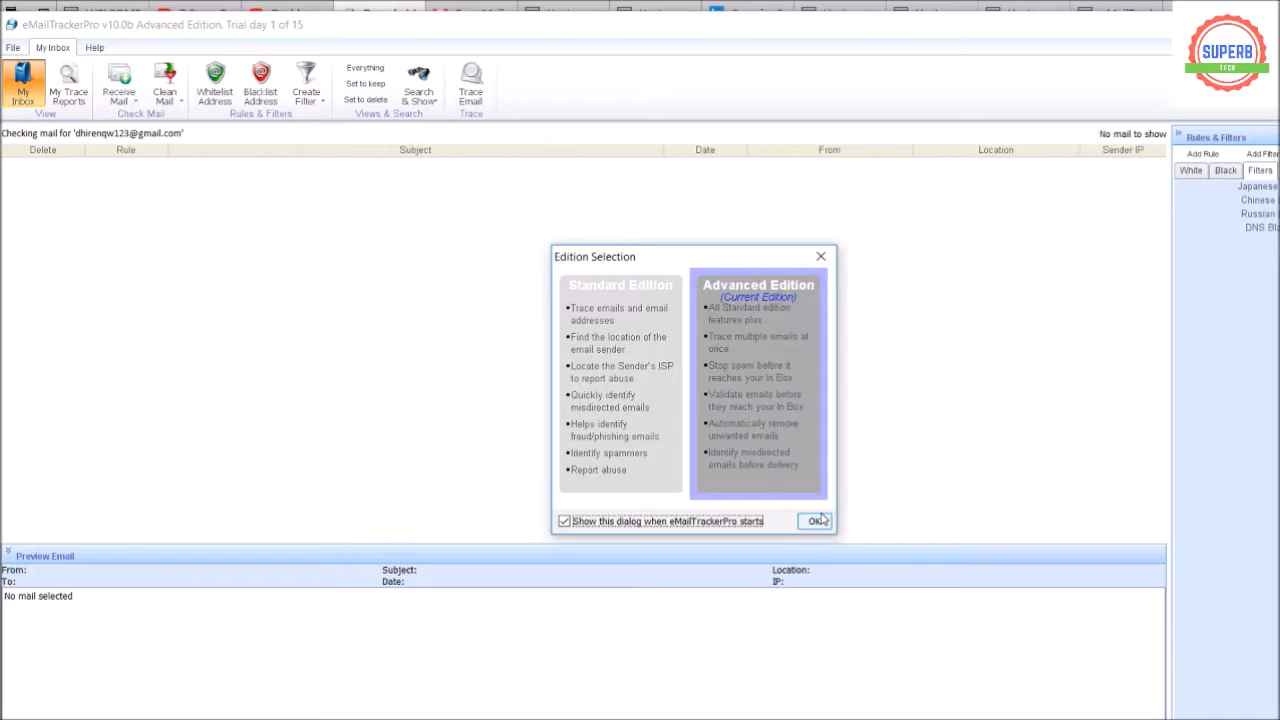 eMailTrackerPro v10.0b Advanced Edition. Trial day 1 of 15
SUPERB
TECH
File My Inbox Help
My Inbox
My Trace Reports
Receive Mail
Clean Mail
Whitelist Address
Blacklist Address
Create Filter
Everything
Set to keep
Set to delete
Search & Show
Trace Email
View Check Mail Rules & Filters Views & Search Trace
Checking mail for 'dhirenqw123@gmail.com' No mail to show
Delete Rule Subject Date From Location Sender IP
Rules & Filters
Add Rule Add Filter
White Black Filters
Japanese
Chinese
Russian
DNS Bl
Edition Selection
Standard Edition
Trace emails and email
addresses
Find the location of the
email sender
Locate the Sender's ISP
to report abuse
Quickly identify
misdirected emails
Helps identify
fraud/phishing emails
Identify spammers
Report abuse
Advanced Edition
(Current Edition)
All Standard edition
features plus
Trace multiple emails at
once
Stop spam before it
reaches your In Box
Validate emails before
they reach your In Box
Automatically remove
unwanted emails
Identify misdirected
emails before delivery
Show this dialog when eMailTrackerPro starts
OK
Preview Email
From: Subject: Location:
To: Date: IP:
No mail selected